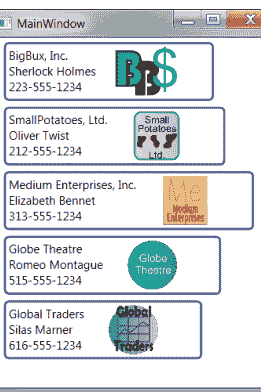 MainWindow
BigBux, Inc.
Sherlock Holmes
223-555-1234
BB$
SmallPotatoes, Ltd.
Oliver Twist
212-555-1234
Small
Potatoes
Ltd.
Medium Enterprises, Inc.
Elizabeth Bennet
313-555-1234
Me
Medium
Enterprises
Globe Theatre
Romeo Montague
515-555-1234
Globe
Theatre
Global Traders
Silas Marner
616-555-1234
Global
Traders